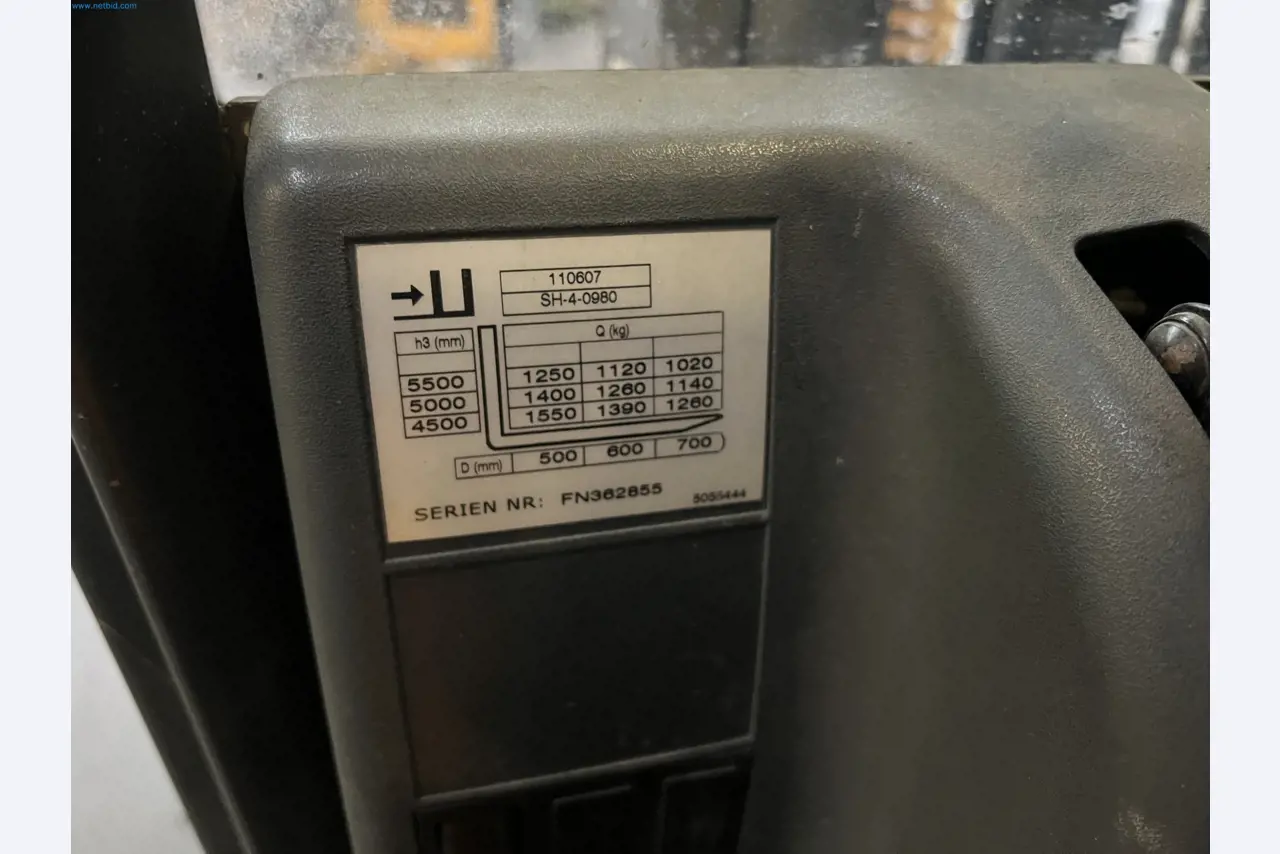 www.netbid.com
110607
SH-4-0980
h3 (mm)
Q (kg)
5500 1250 1120 1020
5000 1400 1260 1140
4500 1550 1390 1260
D (mm) 500 600 700
SERIEN NR: FN362855
5055444